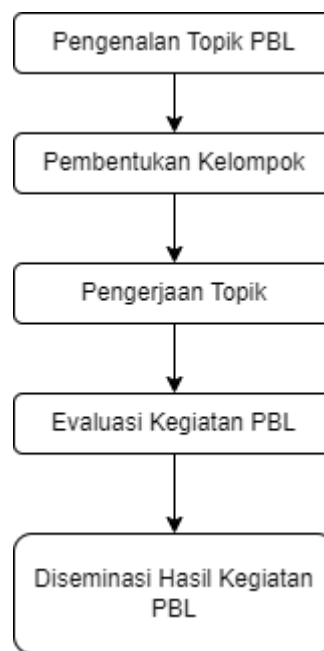 Pengenalan Topik PBL
Pembentukan Kelompok
Pengerjaan Topik
Evaluasi Kegiatan PBL
Diseminasi Hasil Kegiatan
PBL